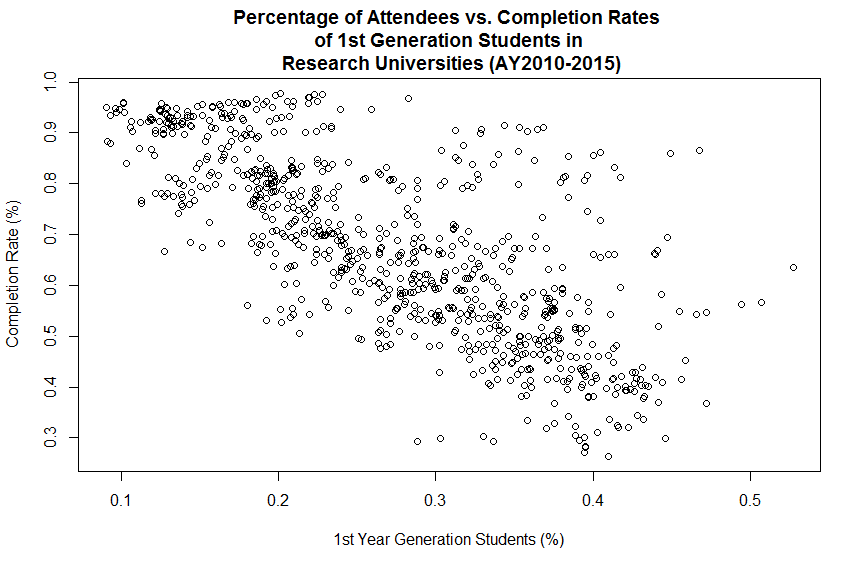 Percentage of Attendees vs. Completion Rates
of 1st Generation Students in
Research Universities (AY2010-2015)
Completion Rate (%)
1.0
0.9
0.8
0.7
0.6
0.5
0.4
0.3
0.1 0.2 0.3 0.4 0.5
1st Year Generation Students (%)